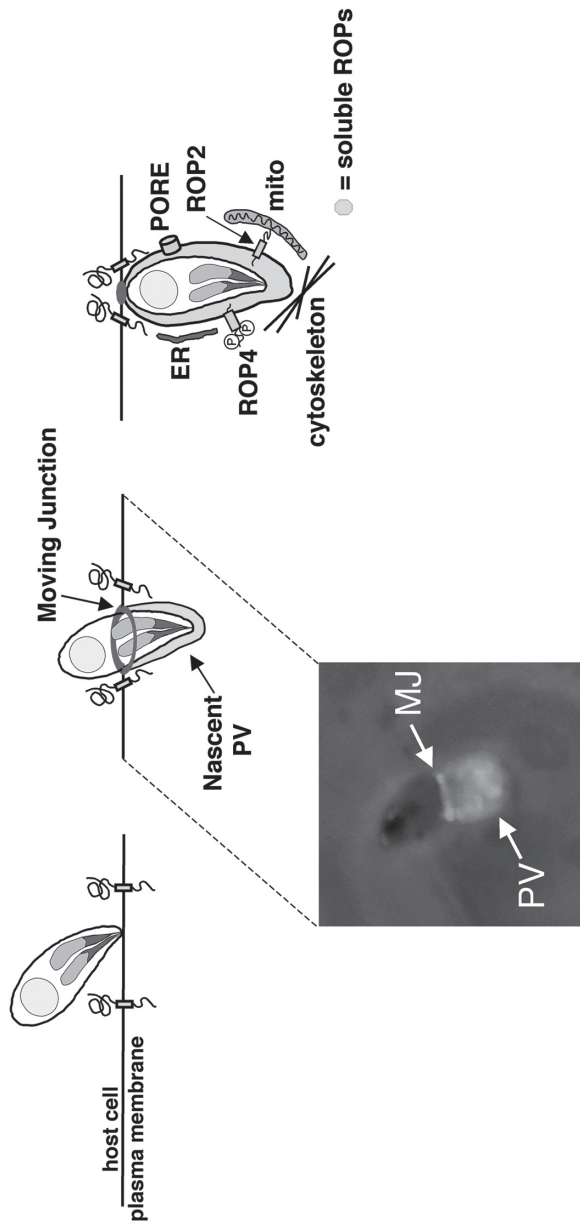 host cell
plasma membrane
Moving Junction
Nascent
PV
PV
MJ
ER
ROP4
P
P
cytoskeleton
PORE
ROP2
mito
= soluble ROPs